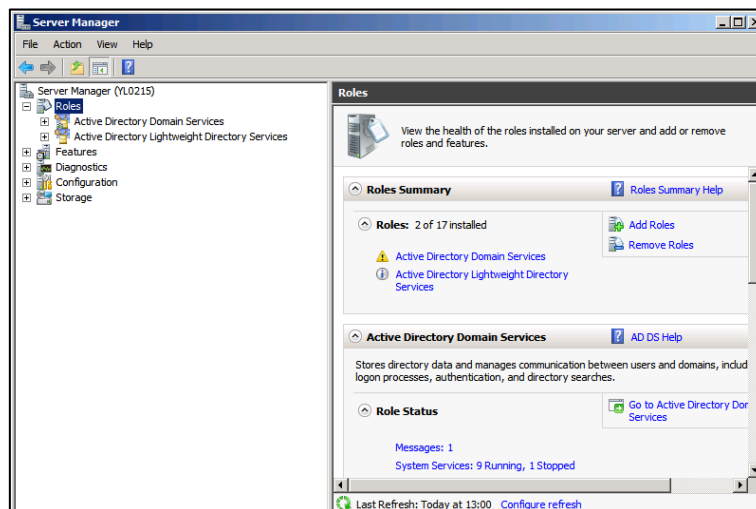 Server Manager
File Action View Help
Server Manager (YL0215)
Roles
Active Directory Domain Services
Active Directory Lightweight Directory Services
Features
Diagnostics
Configuration
Storage
Roles
View the health of the roles installed on your server and add or remove
roles and features.
Roles Summary
Roles Summary Help
Roles: 2 of 17 installed
Add Roles
Remove Roles
Active Directory Domain Services
Active Directory Lightweight Directory
Services
Active Directory Domain Services
AD DS Help
Stores directory data and manages communication between users and domains, includ
logon processes, authentication, and directory searches.
Role Status
Go to Active Directory Dor
Services
Messages: 1
System Services: 9 Running, 1 Stopped
Last Refresh: Today at 13:00 Configure refresh